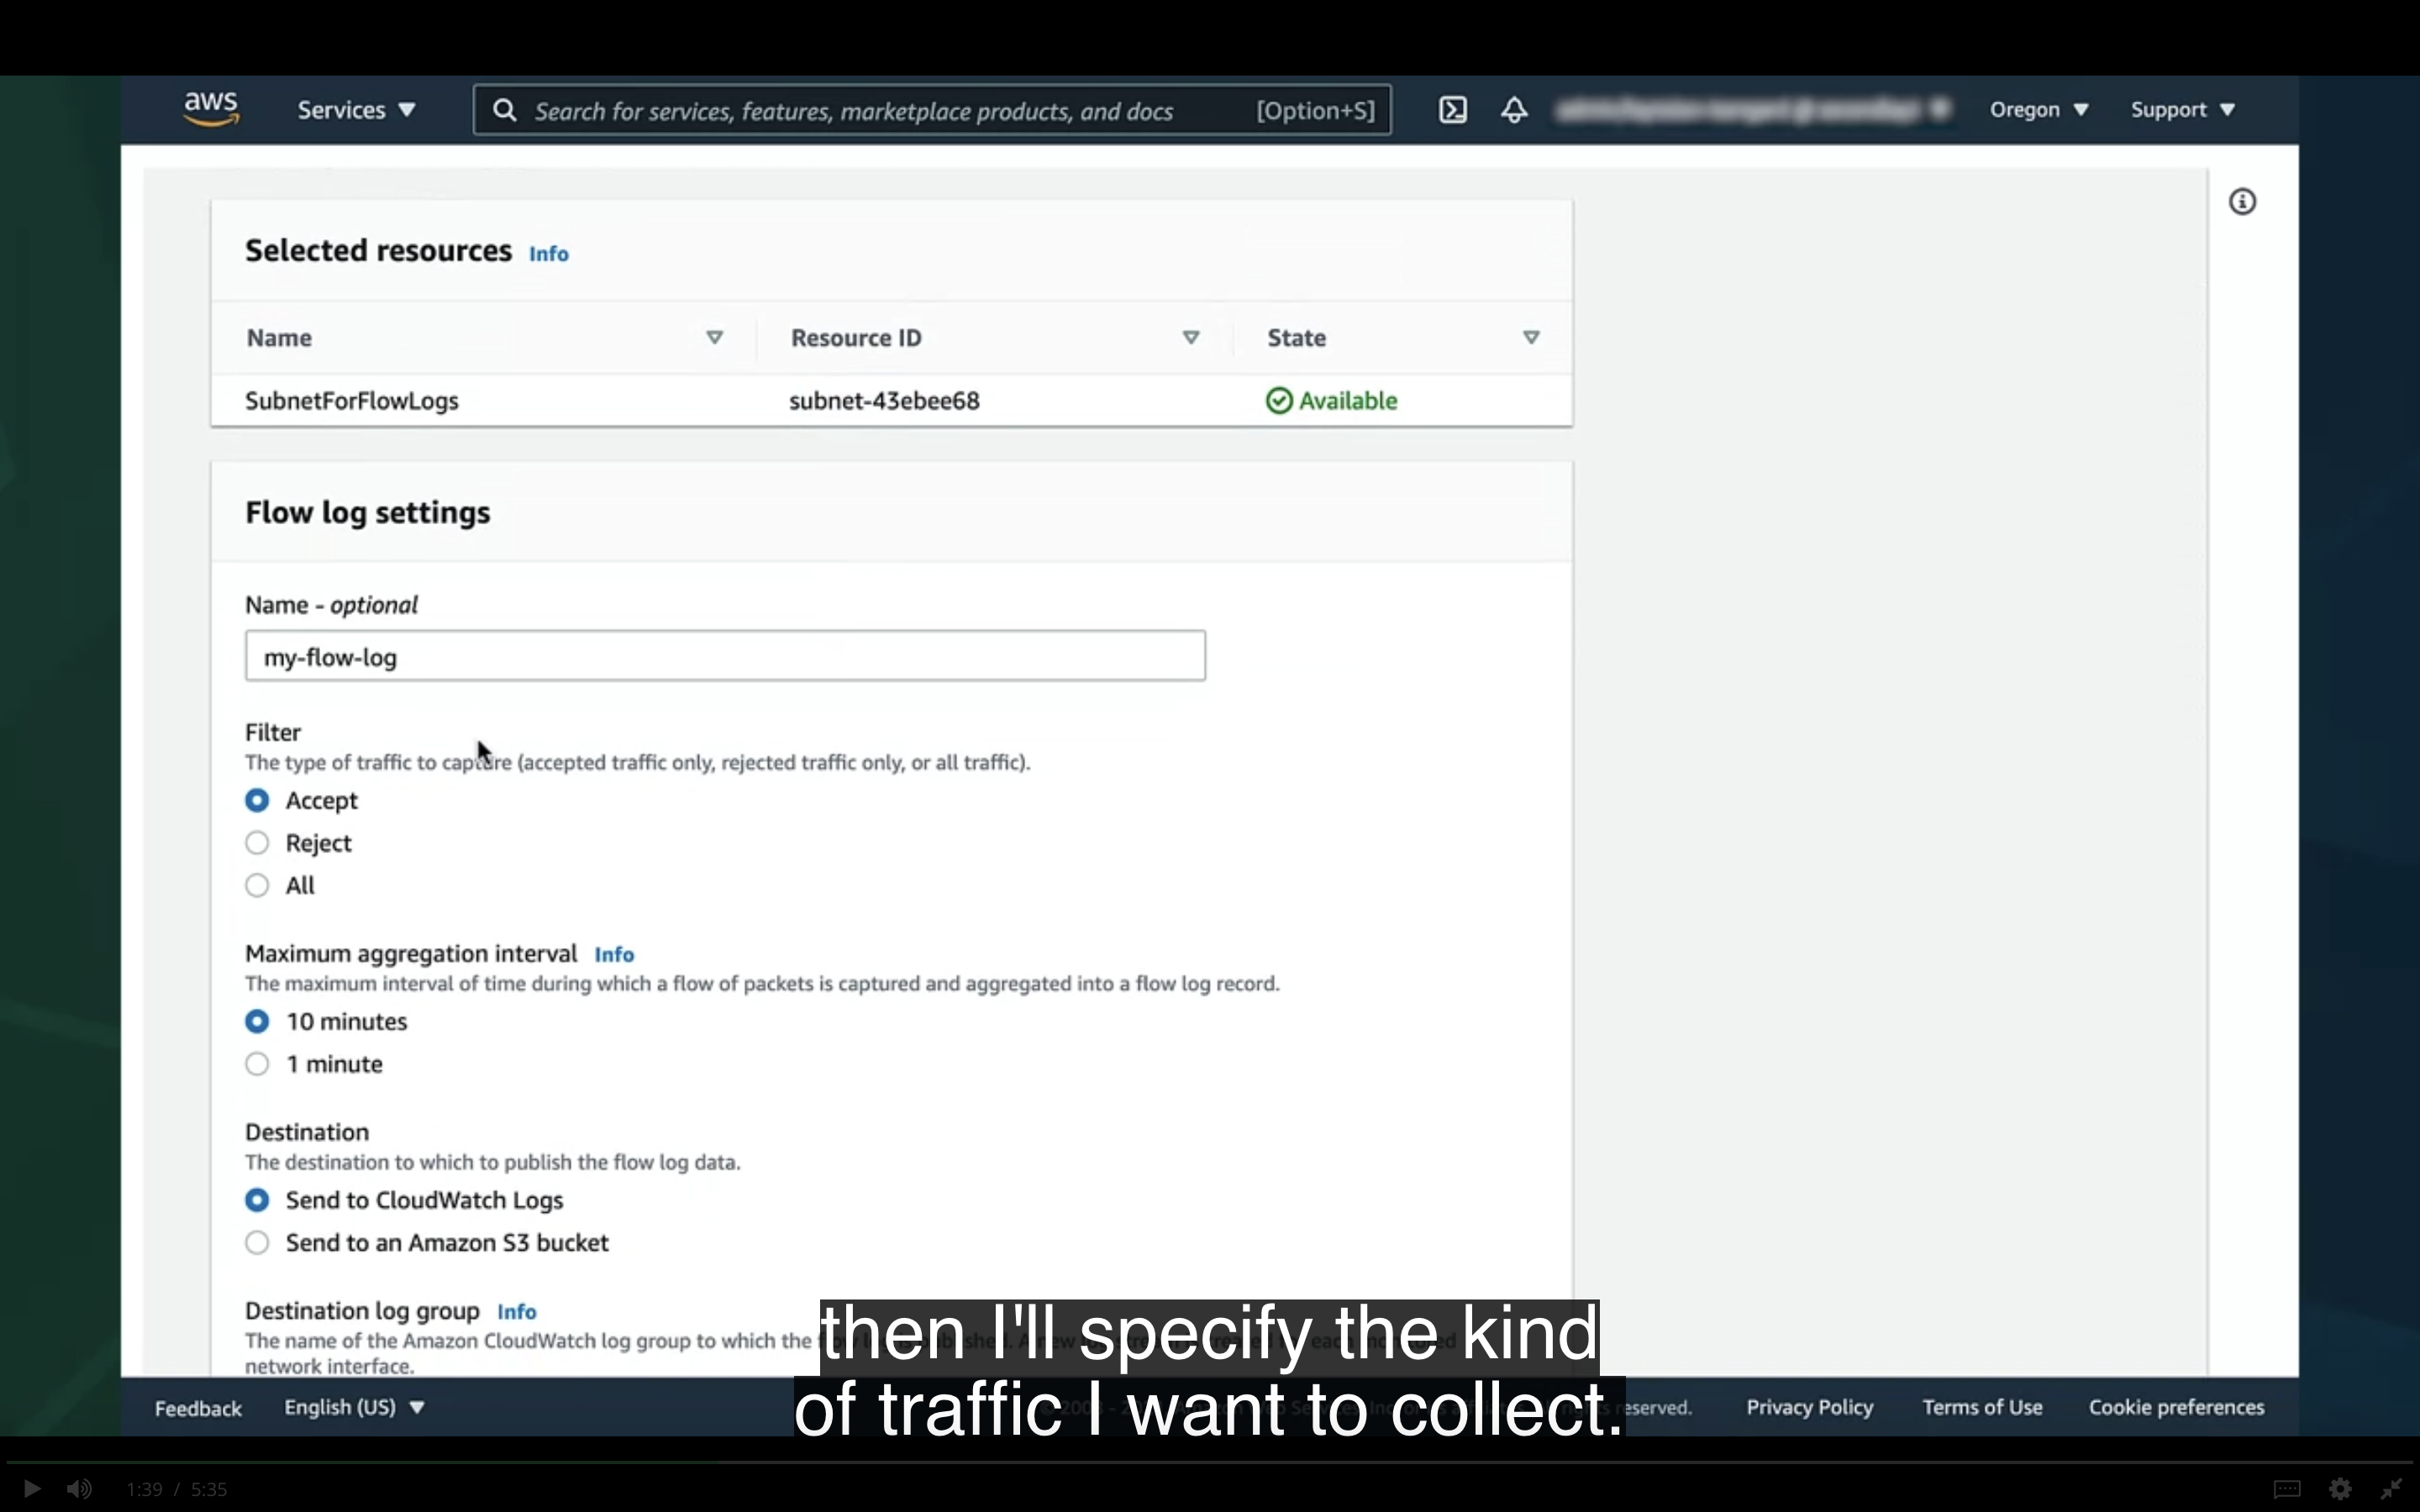 aws
Services
Search for services, features, marketplace products, and docs [Option+S]
Oregon
Support
Selected resources Info
Name Resource ID State
SubnetForFlowLogs subnet-43ebee68 Available
Flow log settings
Name - optional
my-flow-log
Filter
The type of traffic to capture (accepted traffic only, rejected traffic only, or all traffic).
Accept
Reject
All
Maximum aggregation interval Info
The maximum interval of time during which a flow of packets is captured and aggregated into a flow log record.
10 minutes
1 minute
Destination
The destination to which to publish the flow log data.
Send to CloudWatch Logs
Send to an Amazon S3 bucket
Destination log group Info
The name of the Amazon CloudWatch log group to which the
network interface.
then I'll specify the kind
of traffic I want to collect.
Feedback English (US) Privacy Policy Terms of Use Cookie preferences
1:39 / 5:35